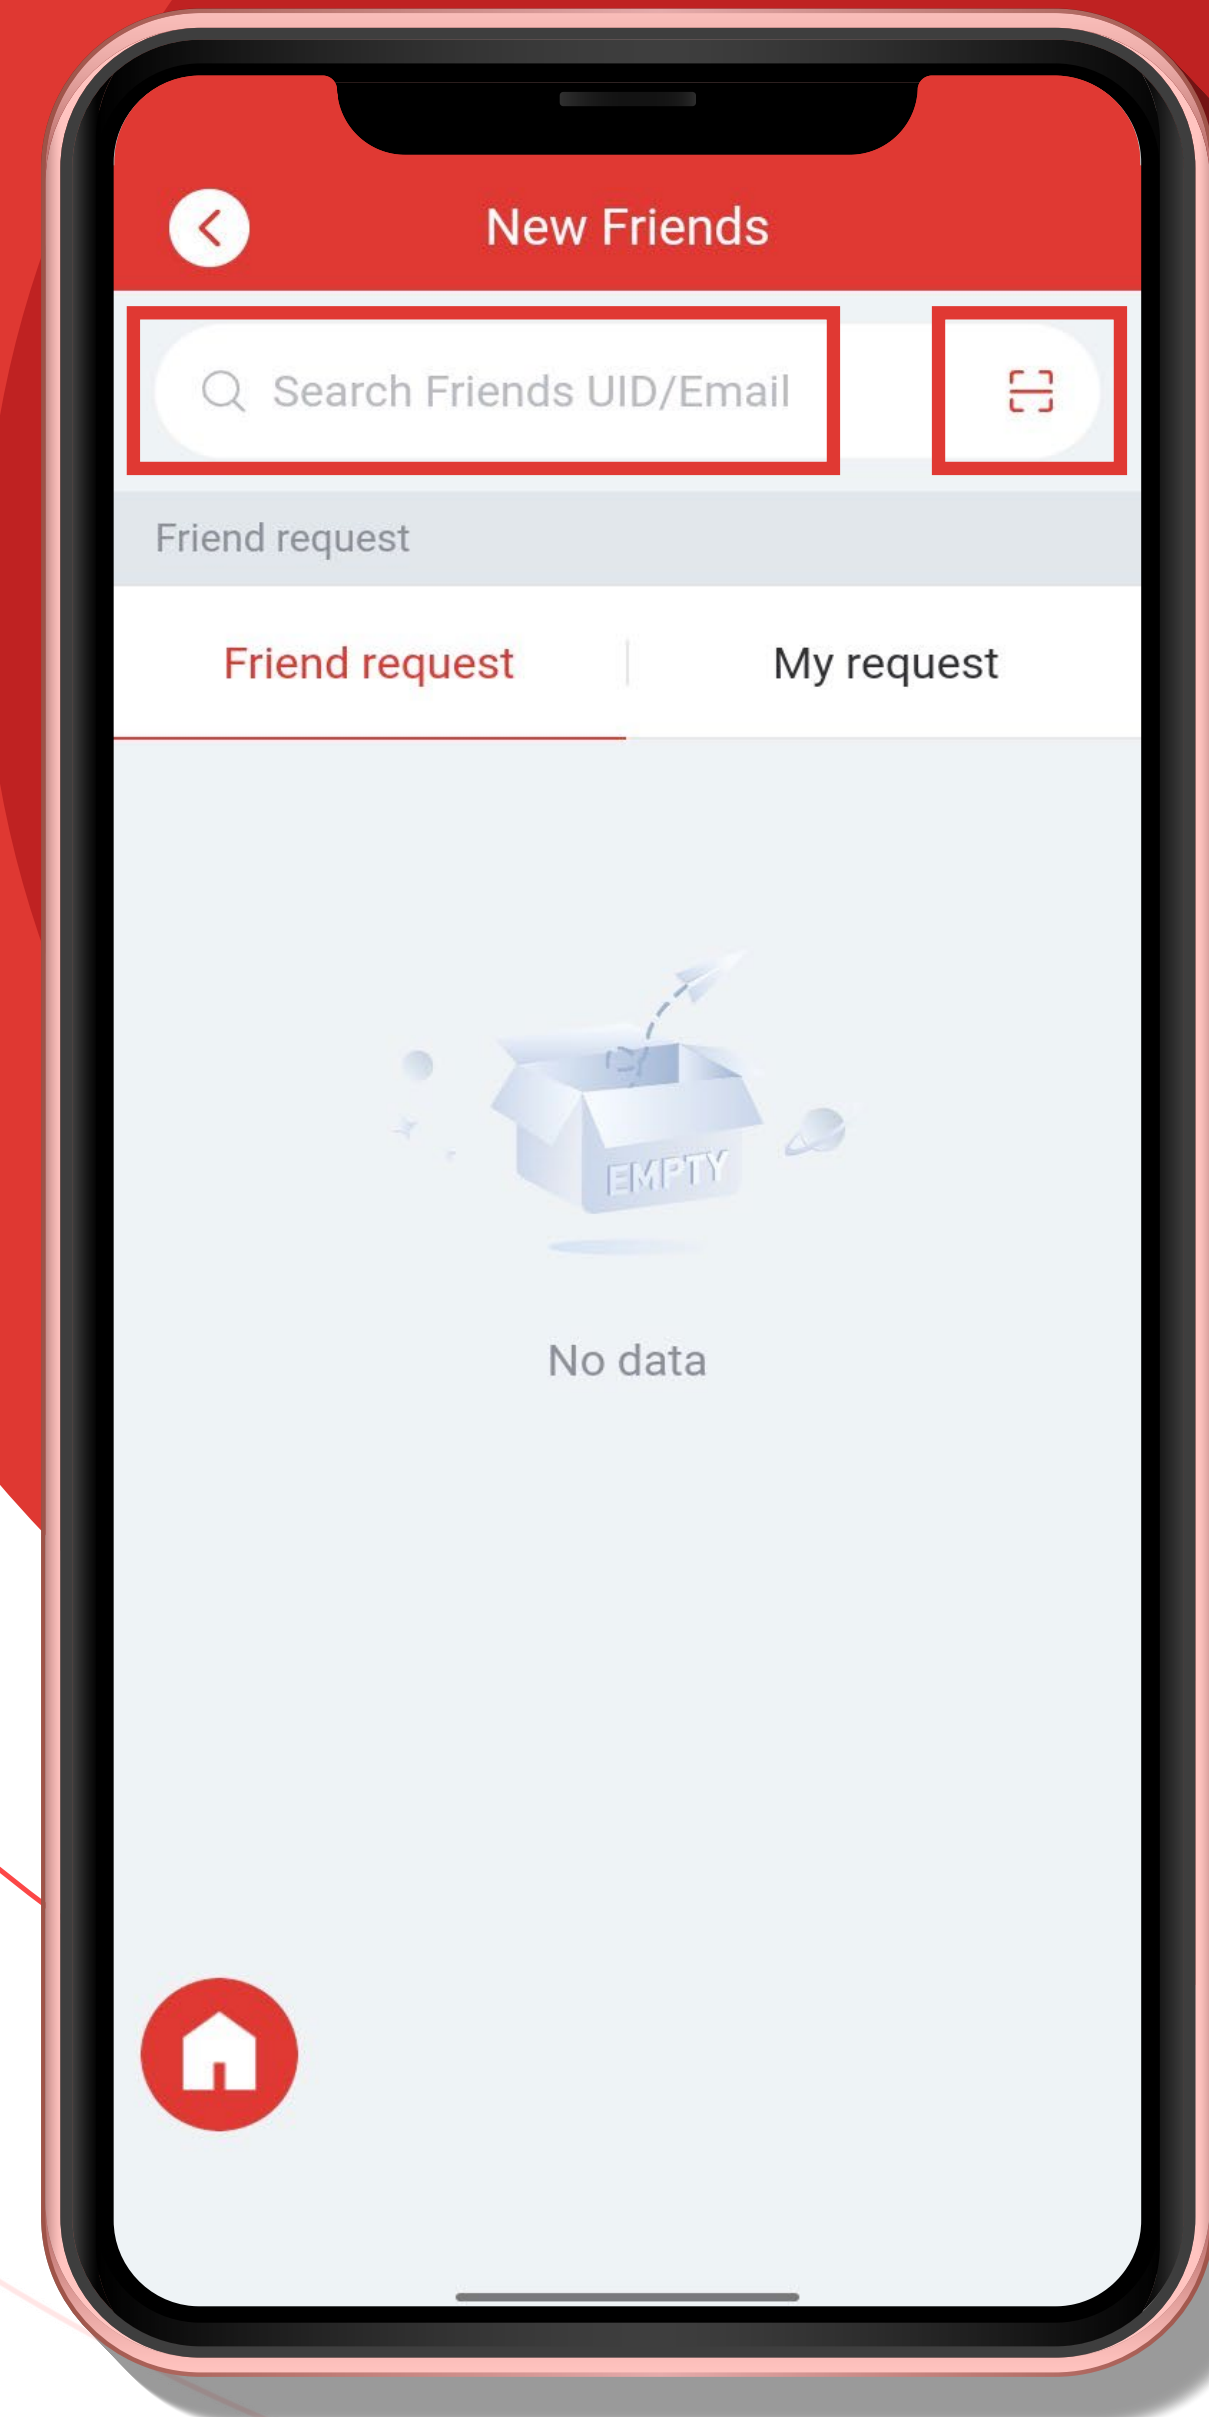 New Friends
Search Friends UID/Email
Friend request
Friend request
My request
EMPTY
No data